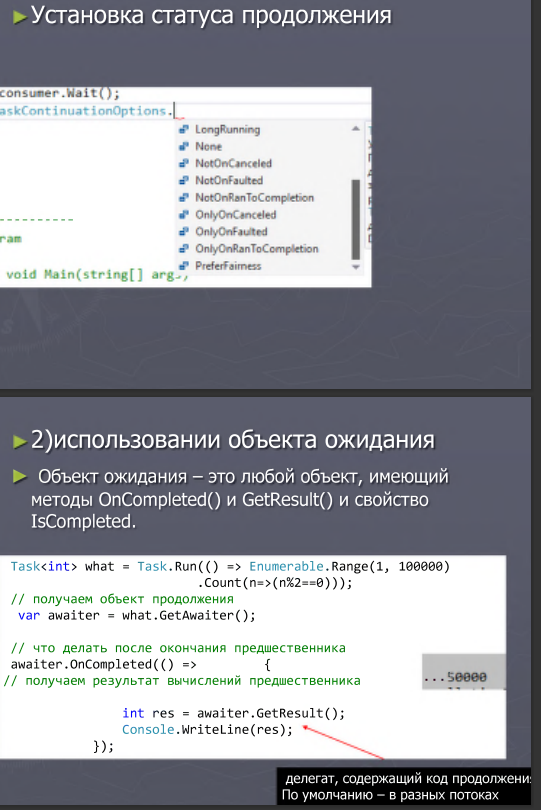 Установка статуса продолжения
consumer.Wait();
askContinuationOptions.
LongRunning
None
NotOnCanceled
NotOnFaulted
NotOnRanToCompletion
OnlyOnCanceled
OnlyOnFaulted
OnlyOnRanToCompletion
PreferFairness
----------
ram
void Main(string[] args)
2)использовании объекта ожидания
Объект ожидания – это любой объект, имеющий
методы OnCompleted() и GetResult() и свойство
IsCompleted.
Task<int> what = Task.Run(() => Enumerable.Range(1, 100000)
.Count(n=>(n%2==0)));
// получаем объект продолжения
var awaiter = what.GetAwaiter();
// что делать после окончания предшественника
awaiter.OnCompleted(() => {
// получаем результат вычислений предшественника
...50000
int res = awaiter.GetResult();
Console.WriteLine(res);
});
делегат, содержащий код продолжени
По умолчанию – в разных потоках